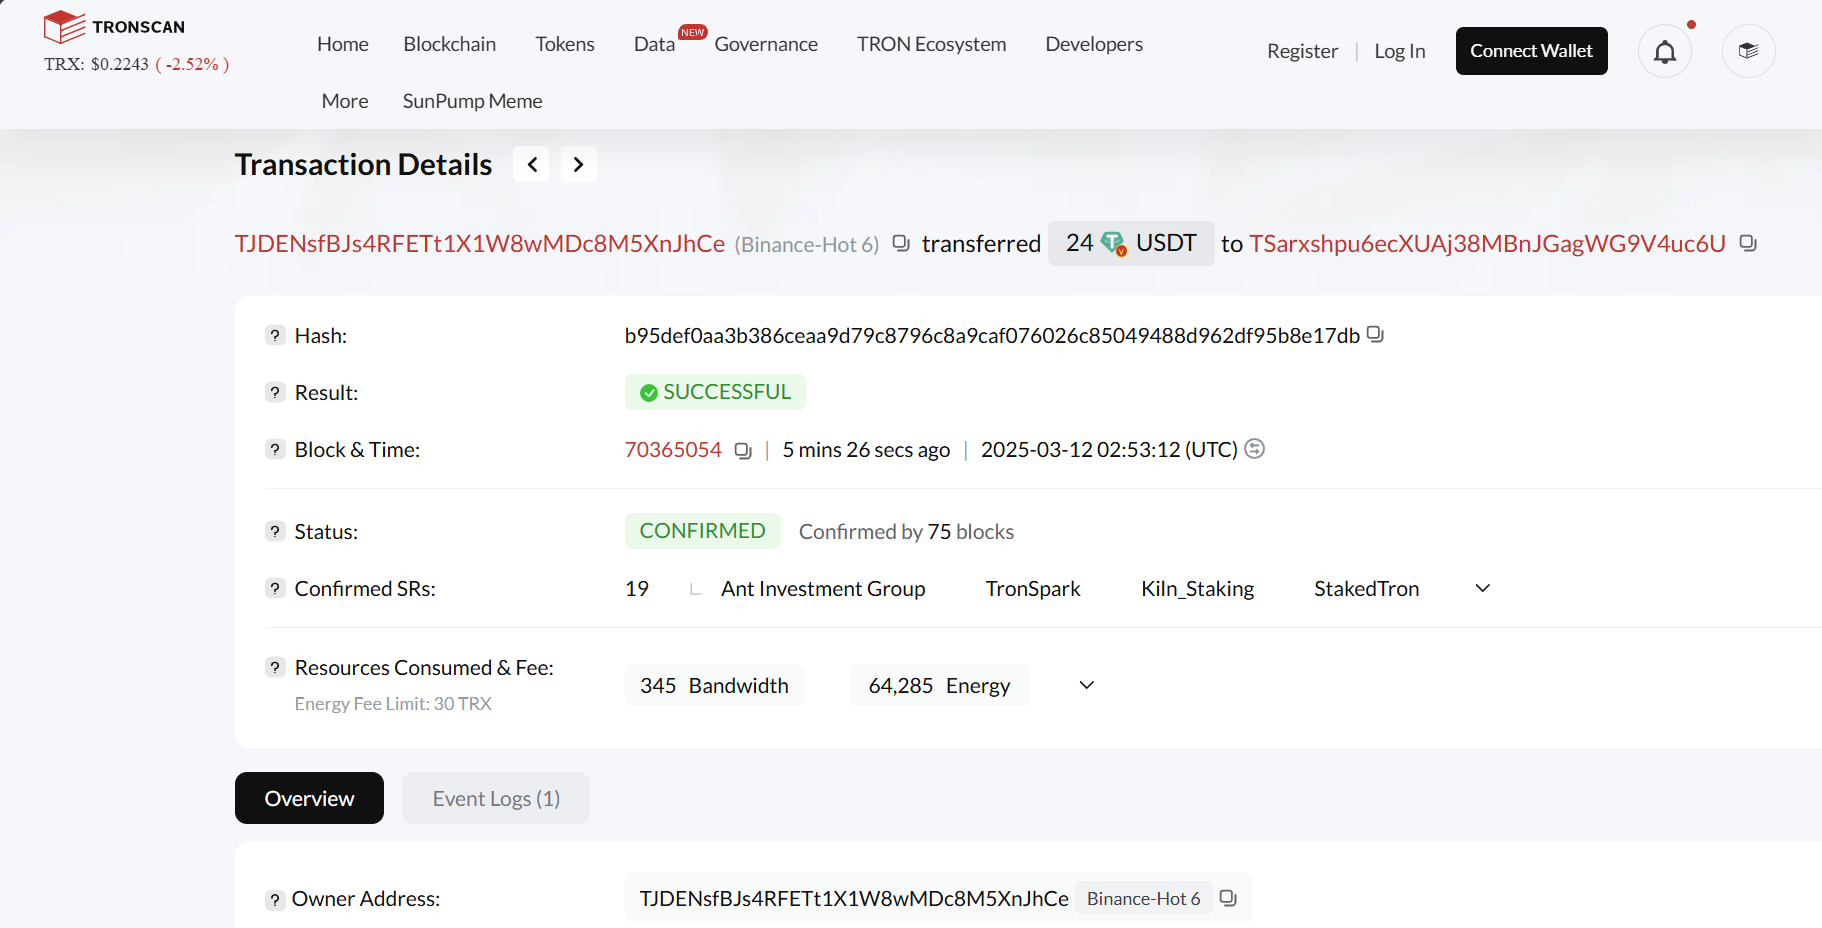 TRONSCAN
TRX: $0.2243 ( -2.52% )
Home Blockchain Tokens Data NEW Governance TRON Ecosystem Developers
More SunPump Meme
Register | Log In Connect Wallet
Transaction Details
TJDENsfBJs4RFETt1X1W8wMDc8M5XnJhCe (Binance-Hot 6) transferred 24 USDT to TSarxshpu6ecXUAj38MBnJGagWG9V4uc6U
? Hash: b95def0aa3b386ceaa9d79c8796c8a9caf076026c85049488d962df95b8e17db
? Result: SUCCESSFUL
? Block & Time: 70365054 | 5 mins 26 secs ago | 2025-03-12 02:53:12 (UTC)
? Status: CONFIRMED Confirmed by 75 blocks
? Confirmed SRs: 19 Ant Investment Group TronSpark Kiln_Staking StakedTron
? Resources Consumed & Fee: 345 Bandwidth 64,285 Energy
Energy Fee Limit: 30 TRX
Overview Event Logs (1)
? Owner Address: TJDENsfBJs4RFETt1X1W8wMDc8M5XnJhCe Binance-Hot 6